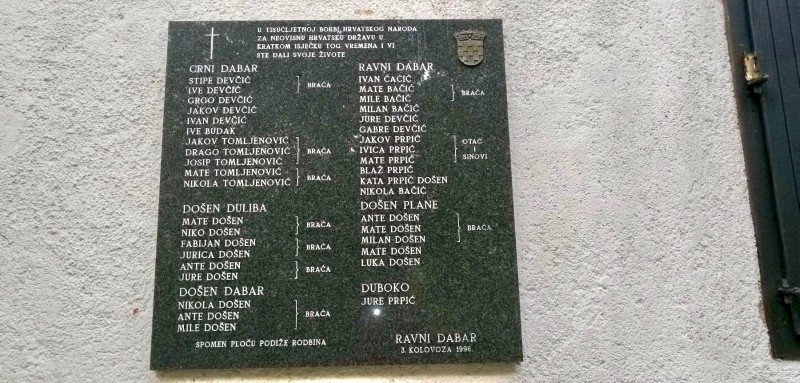 U TISUĆLJETNOJ BORBI, HRVATSKOG NARODA
ZA NEOVISNU HRVATSKU DRŽAVU U
KRATKOM ISJEČKU TOG VREMENA I VI
STE DALI SVOJE ŽIVOTE
CRNI DABAR
STIPE DEVČIĆ
IVE DEVČIĆ
BRAĆA
GRGO DEVČIĆ
JAKOV DEVČIĆ
IVAN DEVČIĆ
IVE BUDAK
JAKOV TOMLJENOVIĆ
DRAGO TOMLJENOVIĆ
JOSIP TOMLJENOVIĆ
BRAĆA
MATE TOMLJENOVIĆ
NIKOLA TOMLJENOVIĆ
BRAĆA
DOŠEN DULIBA
MATE DOŠEN
NIKO DOŠEN
BRAĆA
FABIJAN DOŠEN
JURICA DOŠEN
BRAĆA
ANTE DOŠEN
JURE DOŠEN
BRAĆA
DOŠEN DABAR
NIKOLA DOŠEN
ANTE DOŠEN
MILE DOŠEN
BRAĆA
RAVNI DABAR
IVAN ČAČIĆ
MATE BAČIĆ
MILE BAČIĆ
BRAĆA
MILAN BAČIĆ
JURE DEVČIĆ
GABRE DEVČIĆ
JAKOV PRPIĆ
IVICA PRPIĆ
MATE PRPIĆ
OTAC
I
SINOVI
BLAŽ PRPIĆ
KATA PRPIĆ DOŠEN
NIKOLA BAČIĆ
DOŠEN PLANE
ANTE DOŠEN
MATE DOŠEN
MILAN DOŠEN
BRAĆA
MATE DOŠEN
LUKA DOŠEN
DUBOKO
JURE PRPIĆ
SPOMEN PLOČU PODIŽE RODBINA
RAVNI DABAR
3. KOLOVOZA 1996.